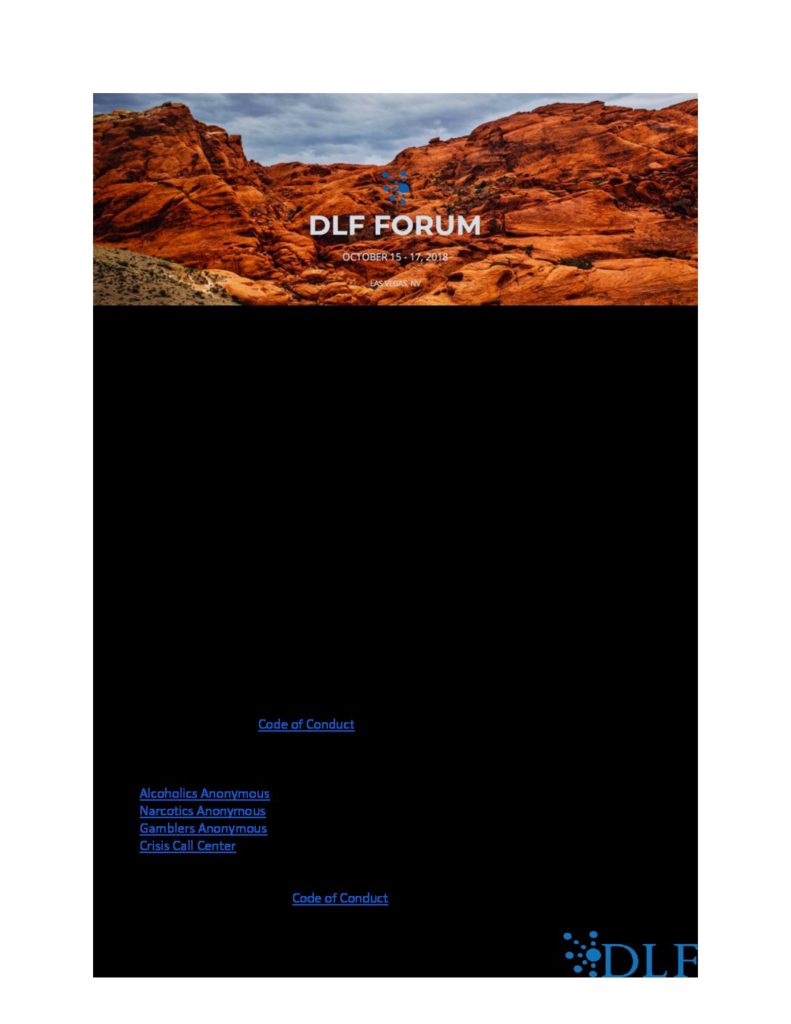 DLF FORUM
OCTOBER 15 - 17, 2018
LAS VEGAS, NV
Code of Conduct
Alcoholics Anonymous
Narcotics Anonymous
Gamblers Anonymous
Crisis Call Center
Code of Conduct
DLF